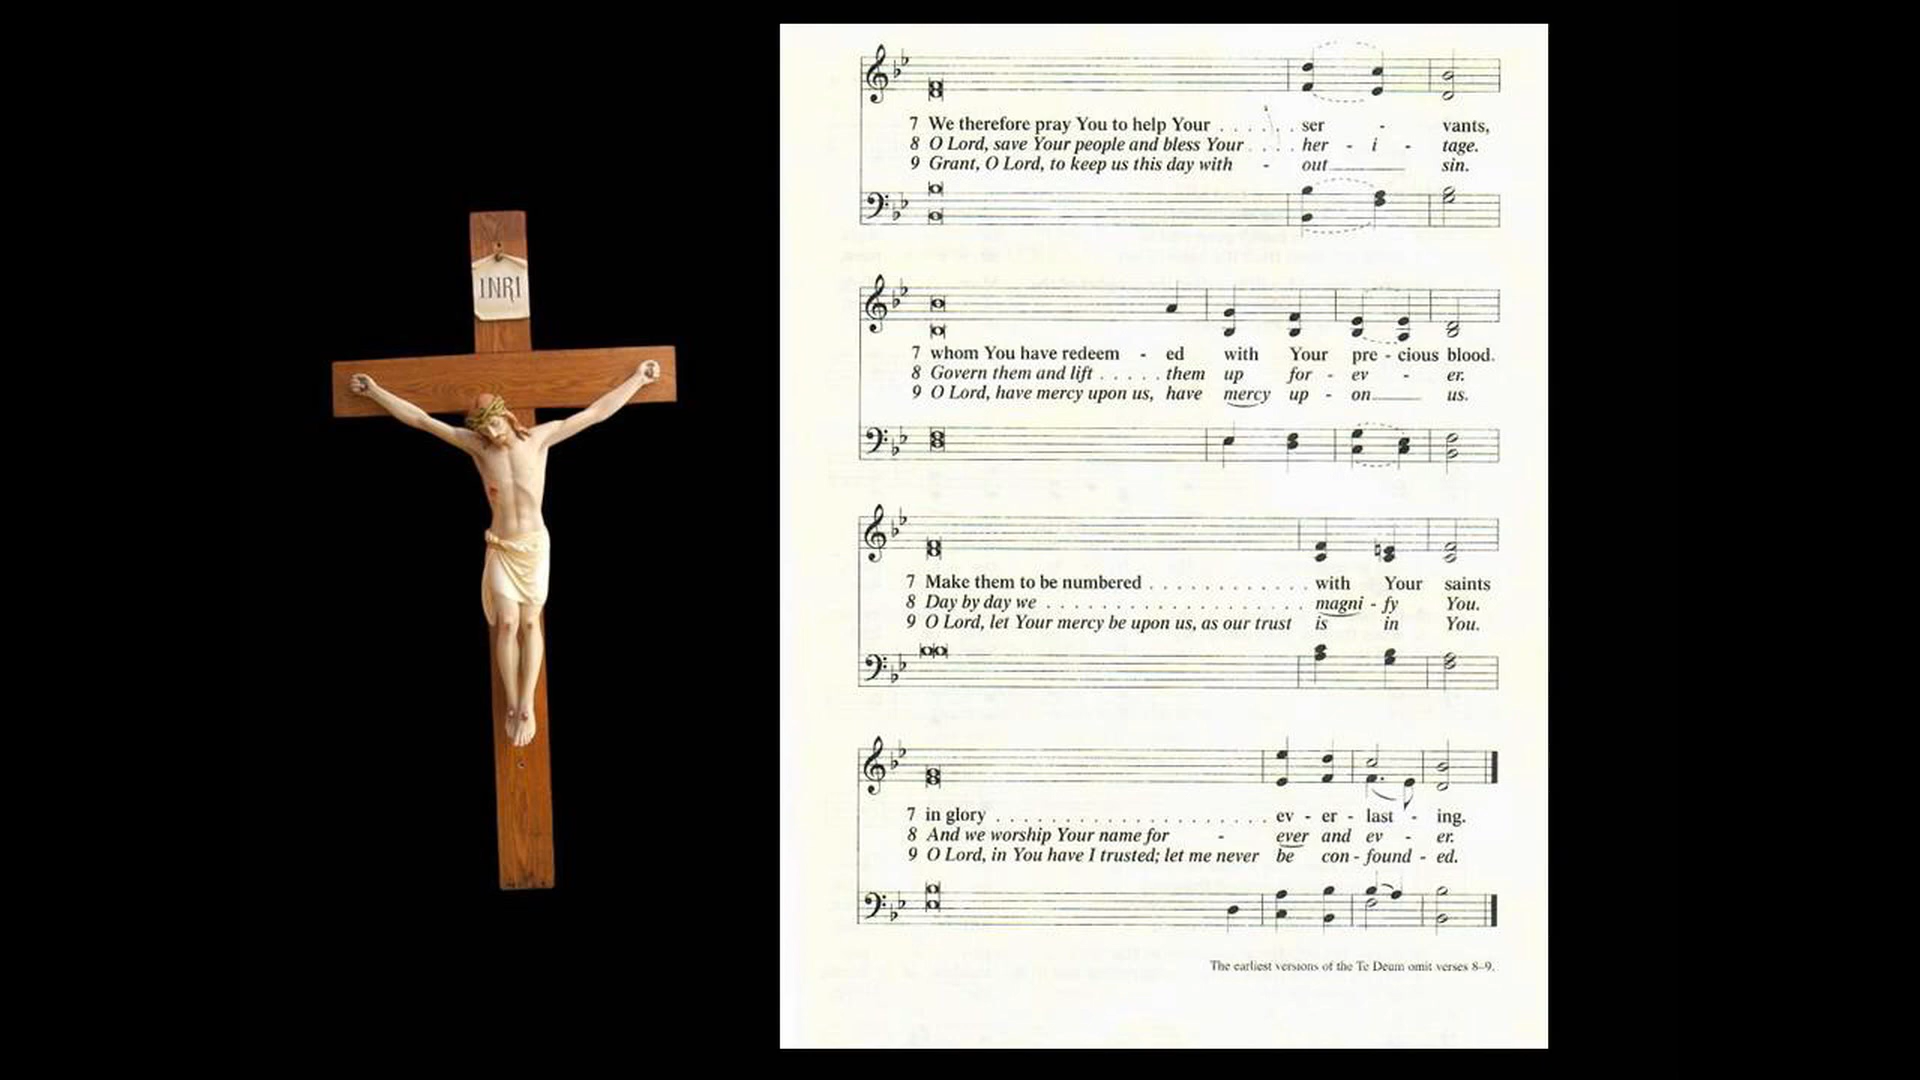 INRI
7 We therefore pray You to help Your . . . . . . ser - vants,
8 O Lord, save Your people and bless Your . . . . her - i - tage.
9 Grant, O Lord, to keep us this day with - out______ sin.
7 whom You have redeem - ed with Your pre - cious blood.
8 Govern them and lift . . . . . them up for - ev - er.
9 O Lord, have mercy upon us, have mercy up - on______ us.
7 Make them to be numbered . . . . . . . . . . . . with Your saints
8 Day by day we . . . . . . . . . . . . . . . . . . . . . magni - fy You.
9 O Lord, let Your mercy be upon us, as our trust is in You.
7 in glory . . . . . . . . . . . . . . . . . . . . . . ev - er - last - ing.
8 And we worship Your name for - ever and ev - er.
9 O Lord, in You have I trusted; let me never be con - found - ed.
The earliest versions of the Te Deum omit verses 8–9.